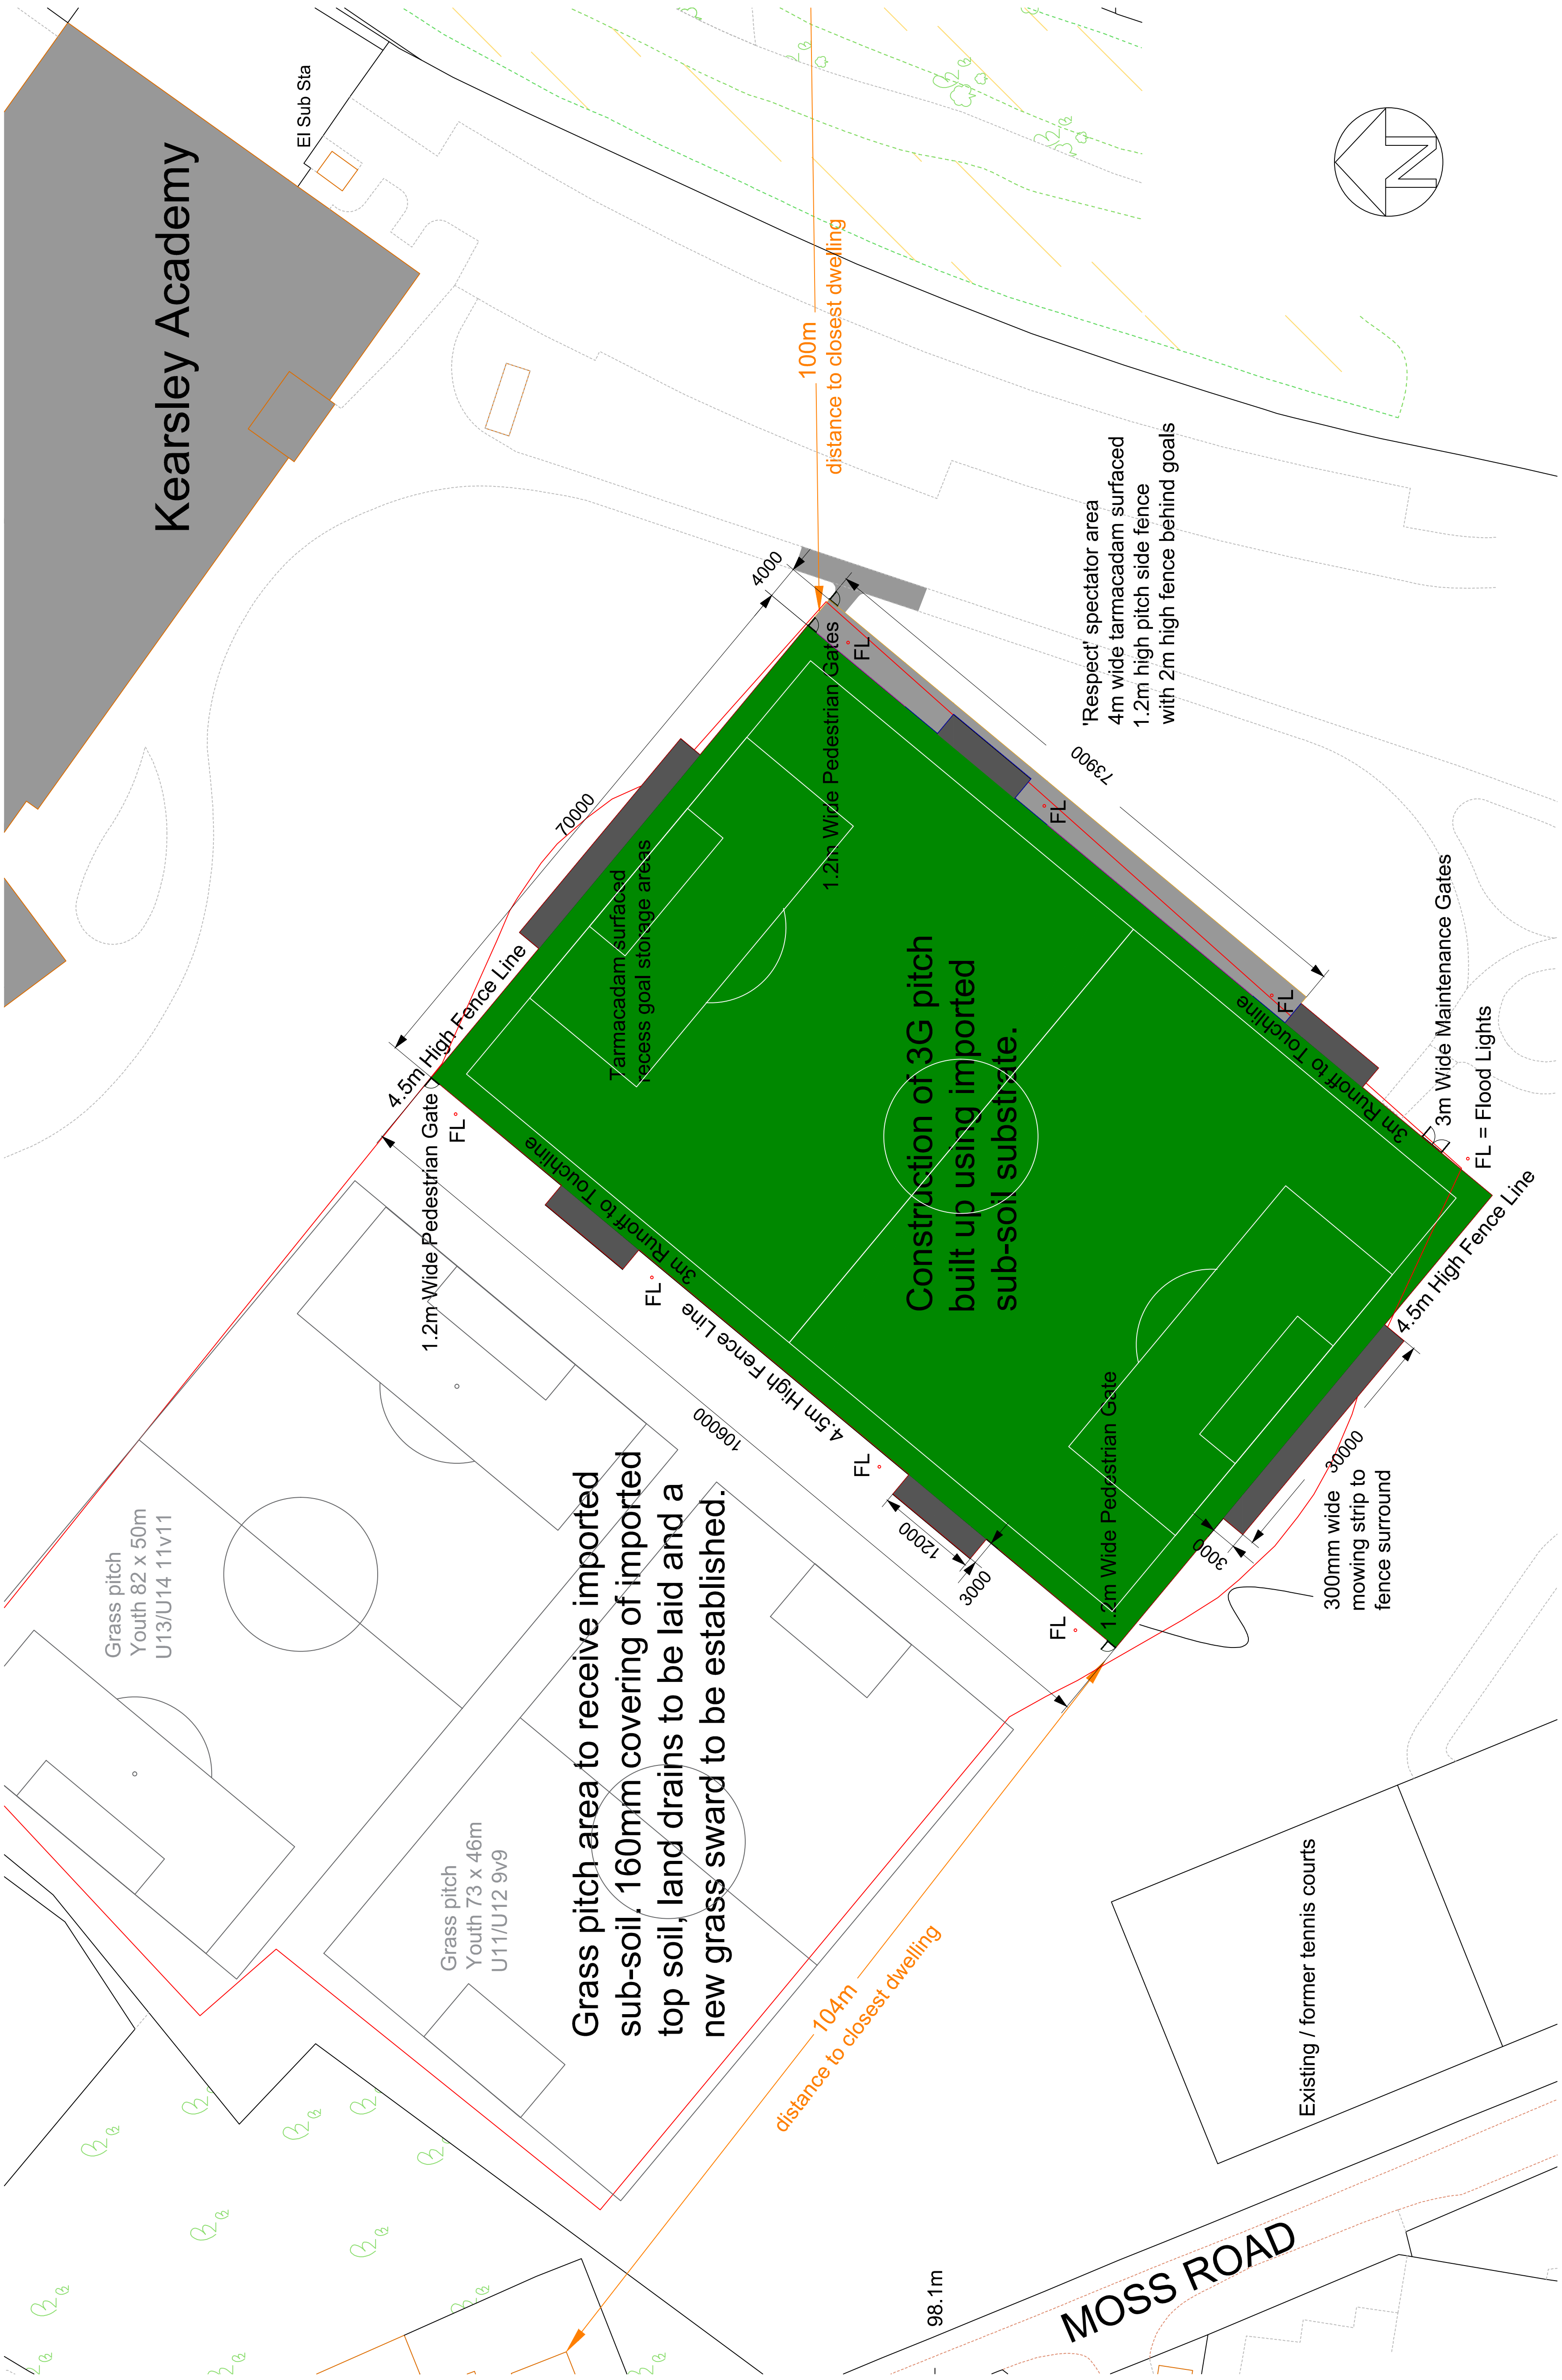 Kearsley Academy
El Sub Sta
100m
distance to closest dwelling
N
4000
'Respect' spectator area
4m wide tarmacadam surfaced
1.2m high pitch side fence
with 2m high fence behind goals
1.2m Wide Pedestrian Gates
FL
73900
70000
Tarmacadam surfaced
recess goal storage areas
FL
4.5m High Fence Line
1.2m Wide Pedestrian Gate
FL
FL
3m Runoff to Touchline
3m Wide Maintenance Gates
FL = Flood Lights
Construction of 3G pitch
built up using imported
sub-soil substrate.
3m Runoff to Touchline
FL
4.5m High Fence Line
4.5m High Fence Line
106000
FL
1.2m Wide Pedestrian Gate
30000
3000
12000
3000
FL
300mm wide
mowing strip to
fence surround
Grass pitch
Youth 82 x 50m
U13/U14 11v11
Grass pitch area to receive imported
sub-soil. 160mm covering of imported
top soil, land drains to be laid and a
new grass sward to be established.
Grass pitch
Youth 73 x 46m
U11/U12 9v9
104m
distance to closest dwelling
Existing / former tennis courts
98.1m
MOSS ROAD